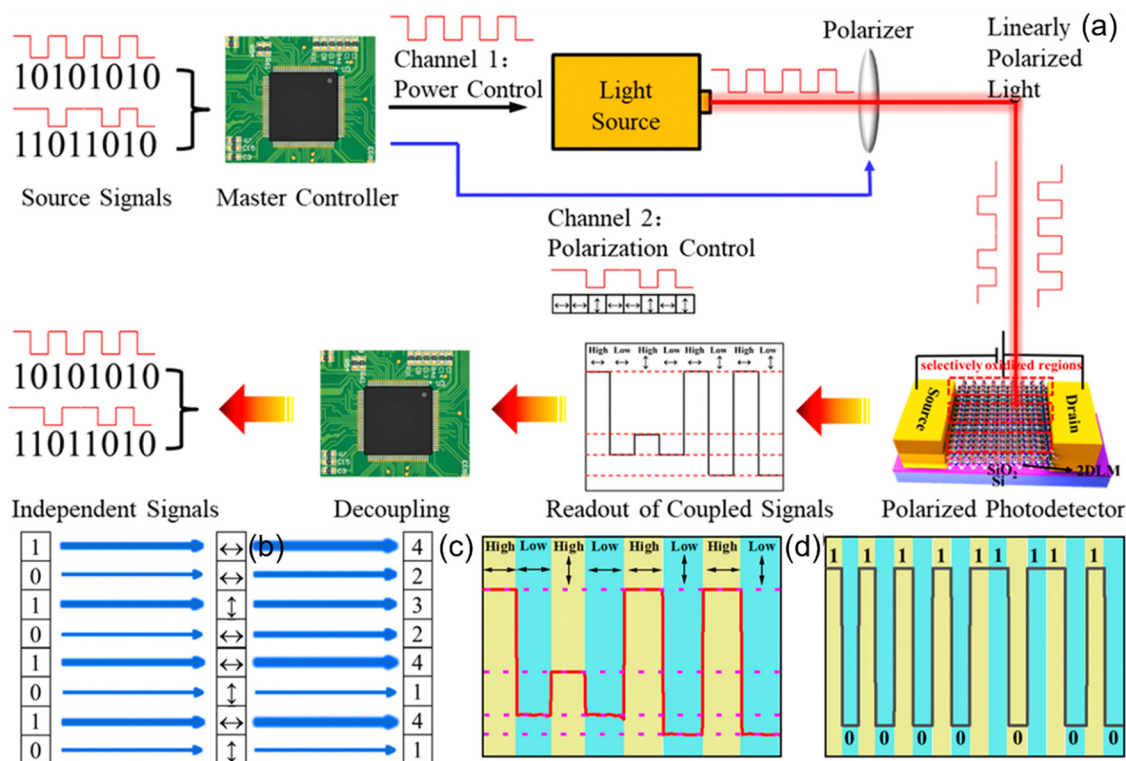 (a)
10101010
11011010
Source Signals
Master Controller
Channel 1:
Power Control
Light
Source
Polarizer
Linearly
Polarized
Light
Channel 2:
Polarization Control
↔ ↔ ↕ ↔ ↔ ↕ ↔ ↕
10101010
11011010
Independent Signals
Decoupling
High Low High Low High Low High Low
↔ ↔ ↕ ↔ ↔ ↕ ↔ ↕
Readout of Coupled Signals
selectively oxidized regions
Source
Drain
SiO2
Si
2DLM
Polarized Photodetector
(b)
1 ↔ 4
0 ↔ 2
1 ↕ 3
0 ↔ 2
1 ↔ 4
0 ↕ 1
1 ↔ 4
0 ↕ 1
(c)
High Low High Low High Low High Low
↔ ↔ ↕ ↔ ↔ ↕ ↔ ↕
(d)
1 1 1 1 1 1 1 1 1
0 0 0 0 0 0 0